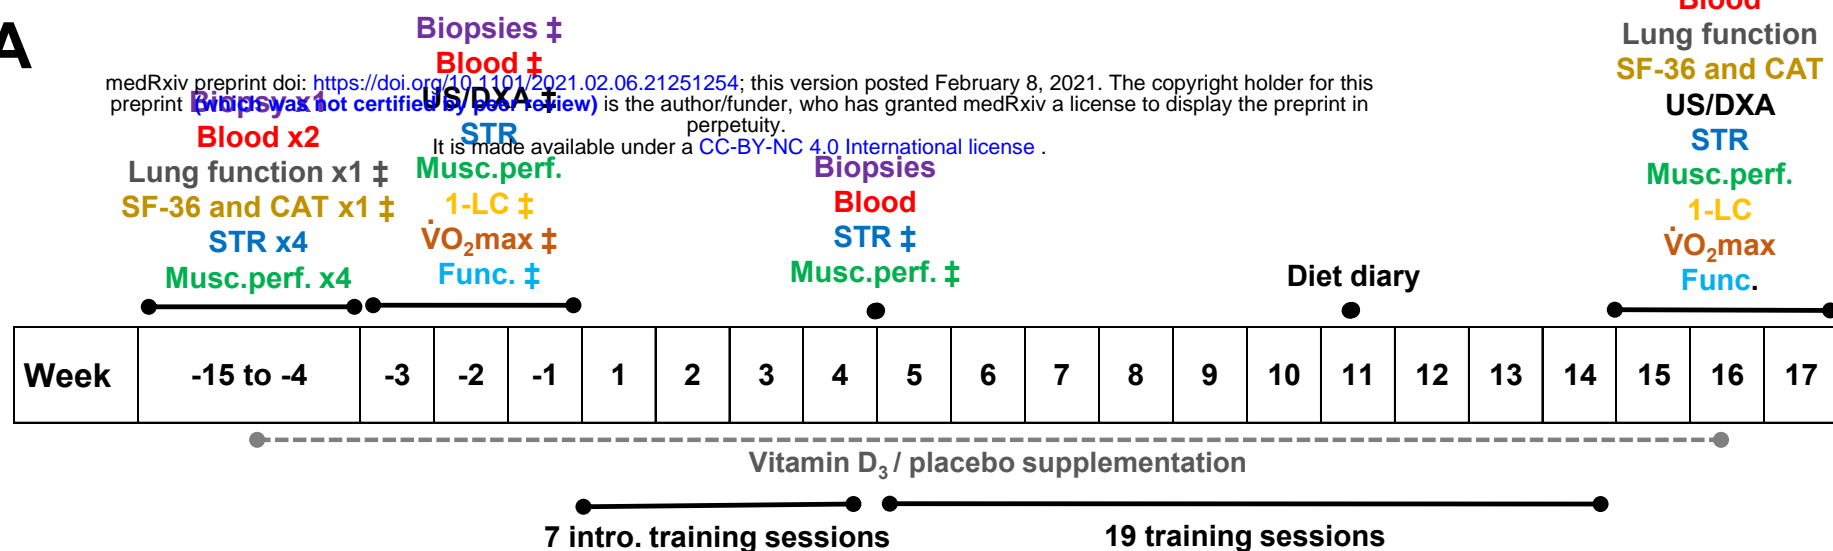 A
Biopsies ‡
Blood ‡
US/DXA ‡
STR
Musc.perf.
1-LC ‡
V̇O2max ‡
Func. ‡
medRxiv preprint doi: https://doi.org/10.1101/2021.02.06.21251254; this version posted February 8, 2021. The copyright holder for this
preprint (which was not certified by peer review) is the author/funder, who has granted medRxiv a license to display the preprint in
perpetuity.
It is made available under a CC-BY-NC 4.0 International license .
Biopsy x1
Blood x2
Lung function x1 ‡
SF-36 and CAT x1 ‡
STR x4
Musc.perf. x4
Biopsies
Blood
STR ‡
Musc.perf. ‡
Diet diary
Blood
Lung function
SF-36 and CAT
US/DXA
STR
Musc.perf.
1-LC
V̇O2max
Func.
Week -15 to -4 -3 -2 -1 1 2 3 4 5 6 7 8 9 10 11 12 13 14 15 16 17
Vitamin D3 / placebo supplementation
7 intro. training sessions
19 training sessions